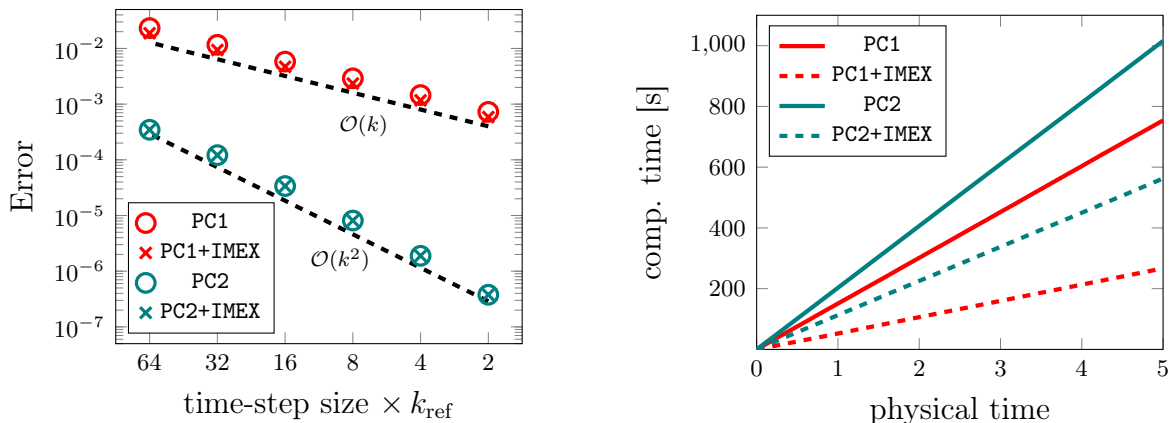 10^{-2}
10^{-3}
10^{-4}
10^{-5}
10^{-6}
10^{-7}
Error
O(k)
O(k^2)
PC1
PC1+IMEX
PC2
PC2+IMEX
64 32 16 8 4 2
time-step size × k_ref
1,000
800
600
400
200
comp. time [s]
PC1
PC1+IMEX
PC2
PC2+IMEX
0 1 2 3 4 5
physical time